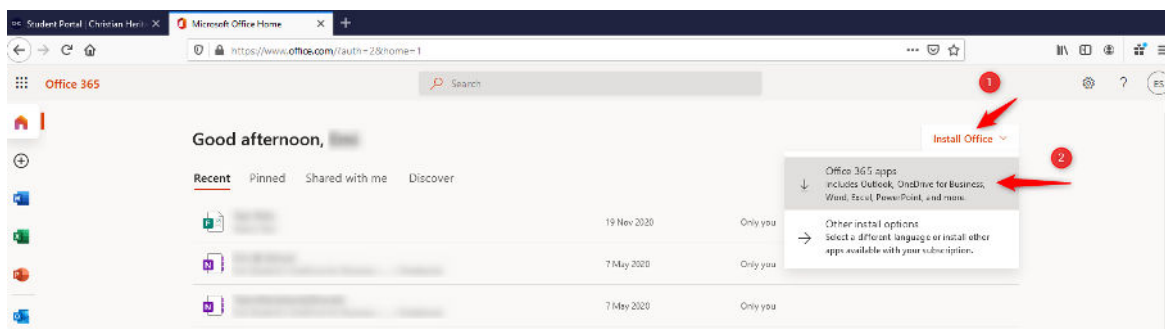 Student Portal | Christian Herit
Microsoft Office Home
https://www.office.com/?auth=2&home=1
Office 365
Search
1
?
ES
Good afternoon,
Install Office
2
Recent Pinned Shared with me Discover
Office 365 apps
Includes Outlook, OneDrive for Business,
Word, Excel, PowerPoint, and more.
19 Nov 2020 Only you
Other install options
Select a different language or install other
apps available with your subscription.
7 May 2020 Only you
7 May 2020 Only you